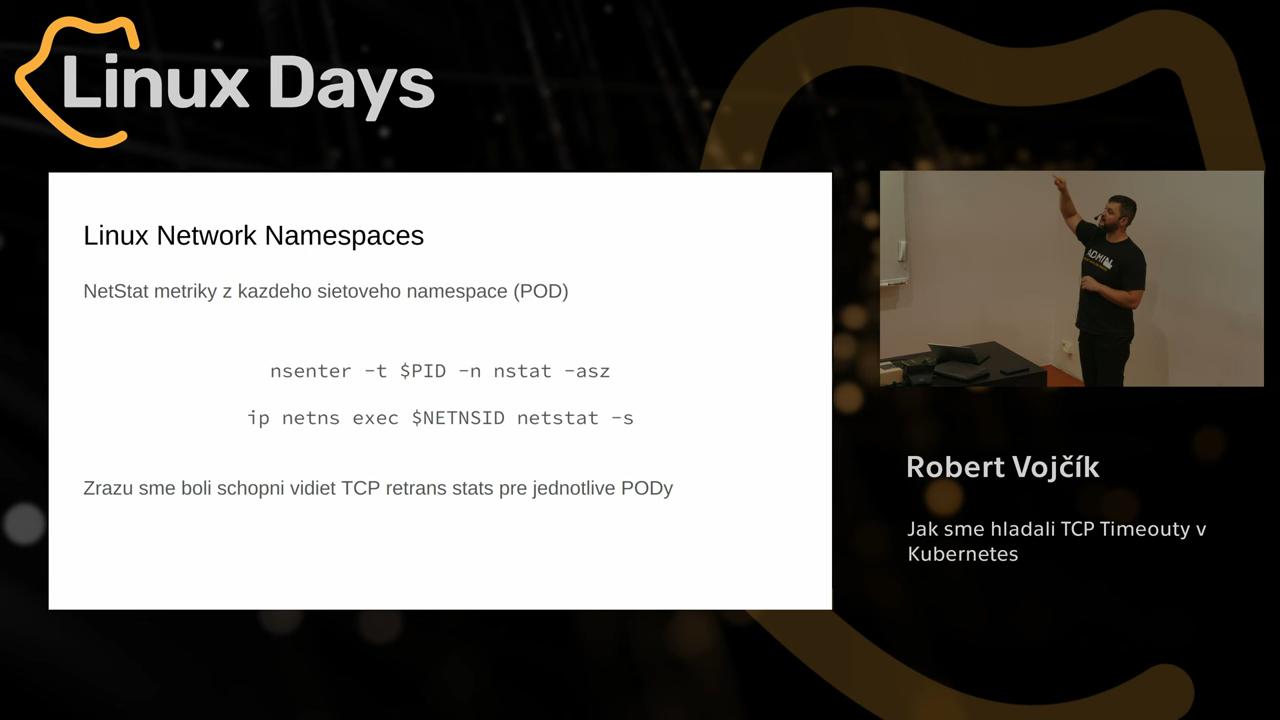 Linux Days
Linux Network Namespaces
NetStat metriky z kazdeho sietoveho namespace (POD)
nsenter -t $PID -n nstat -asz
ip netns exec $NETNSID netstat -s
Zrazu sme boli schopni vidiet TCP retrans stats pre jednotlive PODy
ADMIN
Robert Vojčík
Jak sme hladali TCP Timeouty v
Kubernetes